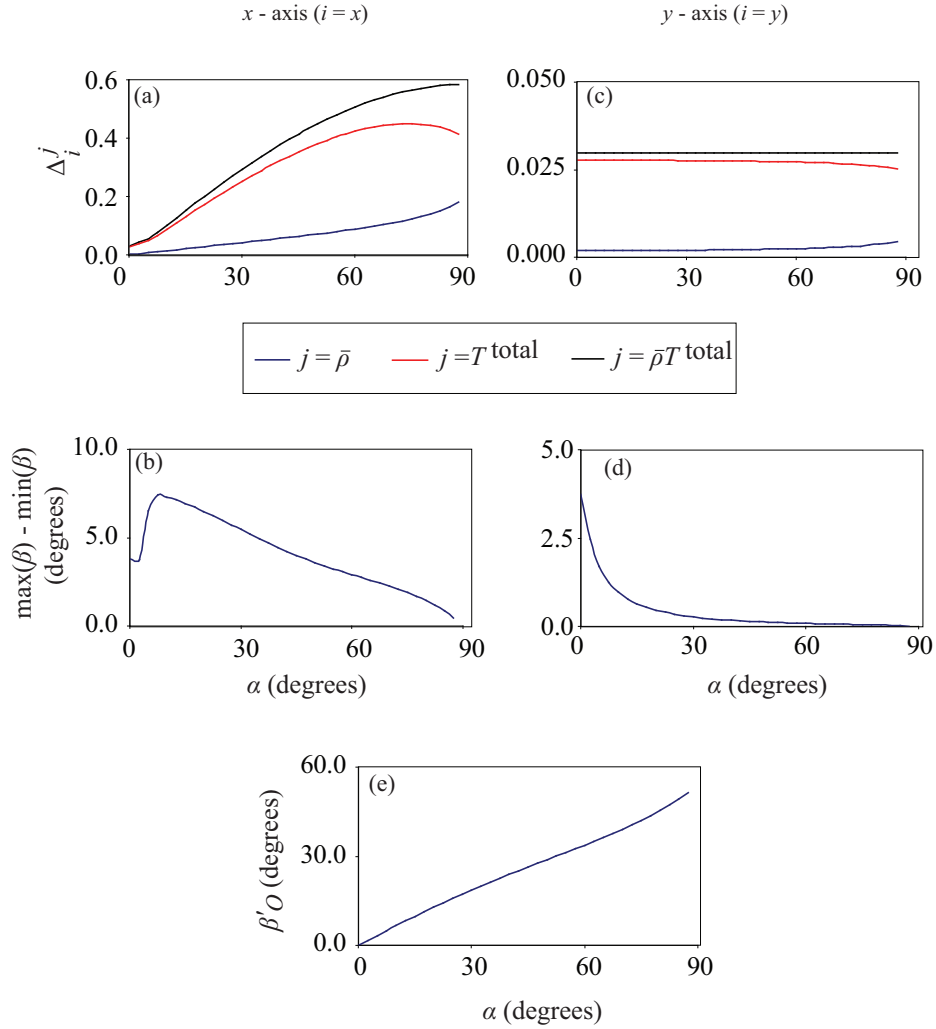 x - axis (i = x)
y - axis (i = y)
(a)
Δᵢʲ
0.6
0.4
0.2
0.0
0 30 60 90
(c)
0.050
0.025
0.000
0 30 60 90
j = ρ̄ j =T total j = ρ̄T total
(b)
max(β) - min(β)
(degrees)
10.0
5.0
0.0
0 30 60 90
α (degrees)
(d)
5.0
2.5
0.0
0 30 60 90
α (degrees)
(e)
β′O (degrees)
60.0
30.0
0.0
0 30 60 90
α (degrees)